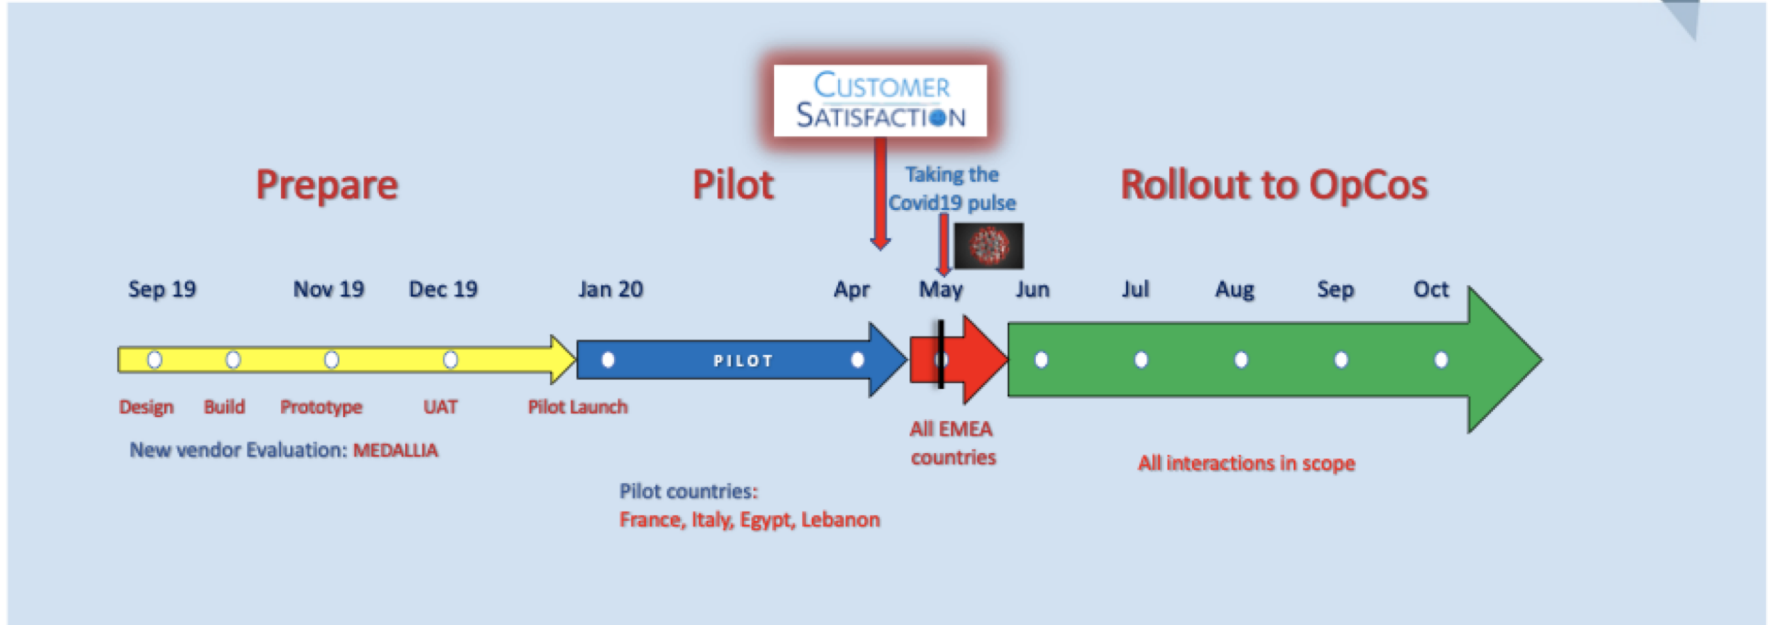 CUSTOMER
SATISFACTION
Prepare
Pilot
Taking the
Covid19 pulse
Rollout to OpCos
Sep 19
Nov 19
Dec 19
Jan 20
Apr
May
Jun
Jul
Aug
Sep
Oct
PILOT
Design
Build
Prototype
UAT
Pilot Launch
New vendor Evaluation: MEDALLIA
All EMEA
countries
All interactions in scope
Pilot countries:
France, Italy, Egypt, Lebanon